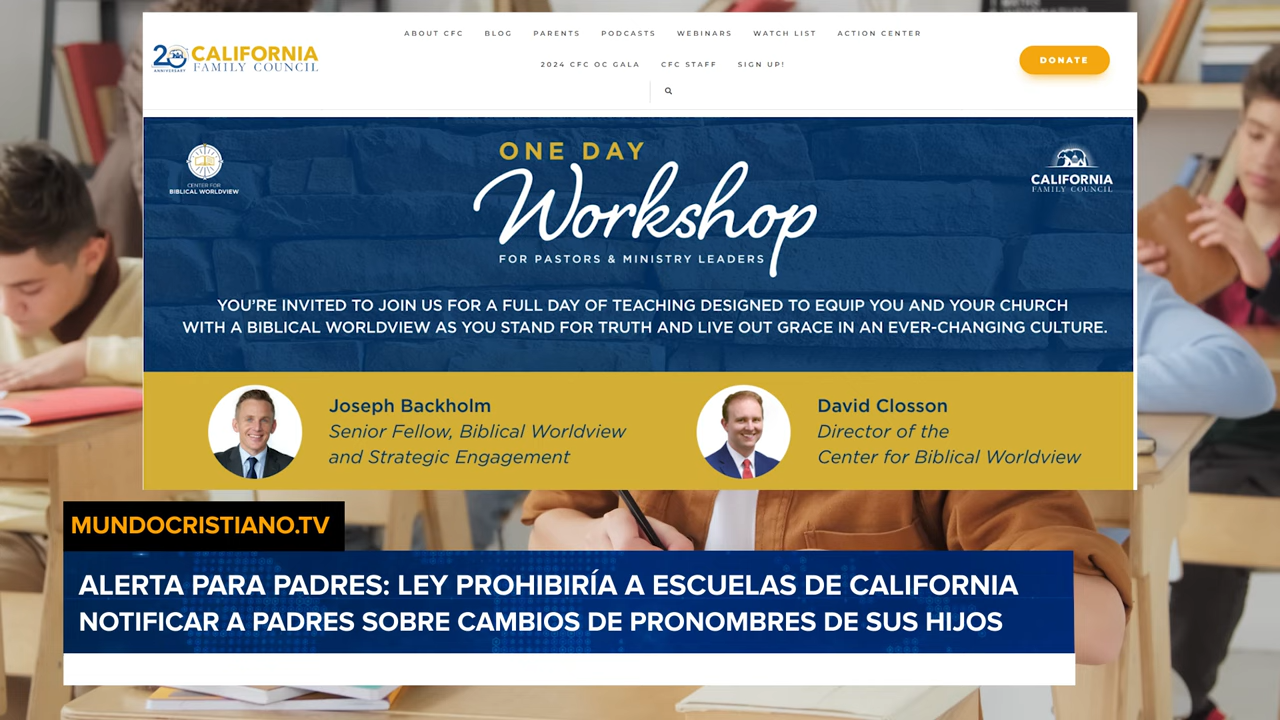 20 ANNIVERSARY
CALIFORNIA
FAMILY COUNCIL
ABOUT CFC BLOG PARENTS PODCASTS WEBINARS WATCH LIST ACTION CENTER
2024 CFC OC GALA CFC STAFF SIGN UP!
DONATE
CENTER FOR
BIBLICAL WORLDVIEW
ONE DAY
Workshop
FOR PASTORS & MINISTRY LEADERS
CALIFORNIA
FAMILY COUNCIL
YOU'RE INVITED TO JOIN US FOR A FULL DAY OF TEACHING DESIGNED TO EQUIP YOU AND YOUR CHURCH
WITH A BIBLICAL WORLDVIEW AS YOU STAND FOR TRUTH AND LIVE OUT GRACE IN AN EVER-CHANGING CULTURE.
Joseph Backholm
Senior Fellow, Biblical Worldview
and Strategic Engagement
David Closson
Director of the
Center for Biblical Worldview
MUNDOCRISTIANO.TV
ALERTA PARA PADRES: LEY PROHIBIRÍA A ESCUELAS DE CALIFORNIA
NOTIFICAR A PADRES SOBRE CAMBIOS DE PRONOMBRES DE SUS HIJOS